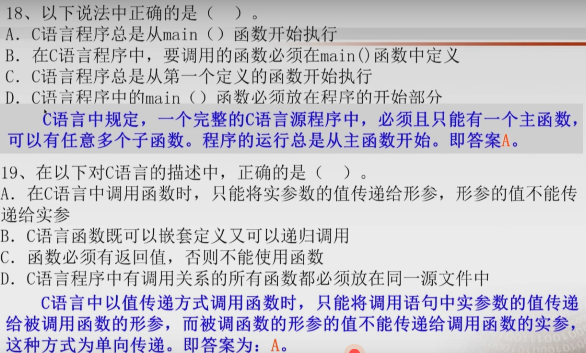 18、以下说法中正确的是（ ）。
A. C语言程序总是从main（）函数开始执行
B. 在C语言程序中，要调用的函数必须在main()函数中定义
C. C语言程序总是从第一个定义的函数开始执行
D. C语言程序中的main（）函数必须放在程序的开始部分
C语言中规定，一个完整的C语言源程序中，必须且只能有一个主函数，
可以有任意多个子函数。程序的运行总是从主函数开始。即答案A。
19、在以下对C语言的描述中，正确的是（ ）。
A. 在C语言中调用函数时，只能将实参数的值传递给形参，形参的值不能传
递给实参
B. C语言函数既可以嵌套定义又可以递归调用
C. 函数必须有返回值，否则不能使用函数
D. C语言程序中有调用关系的所有函数都必须放在同一源文件中
C语言中以值传递方式调用函数时，只能将调用语句中实参数的值传递
给被调用函数的形参，而被调函数的形参的值不能传递给调用函数的实参，
这种方式为单向传递。即答案为：A。